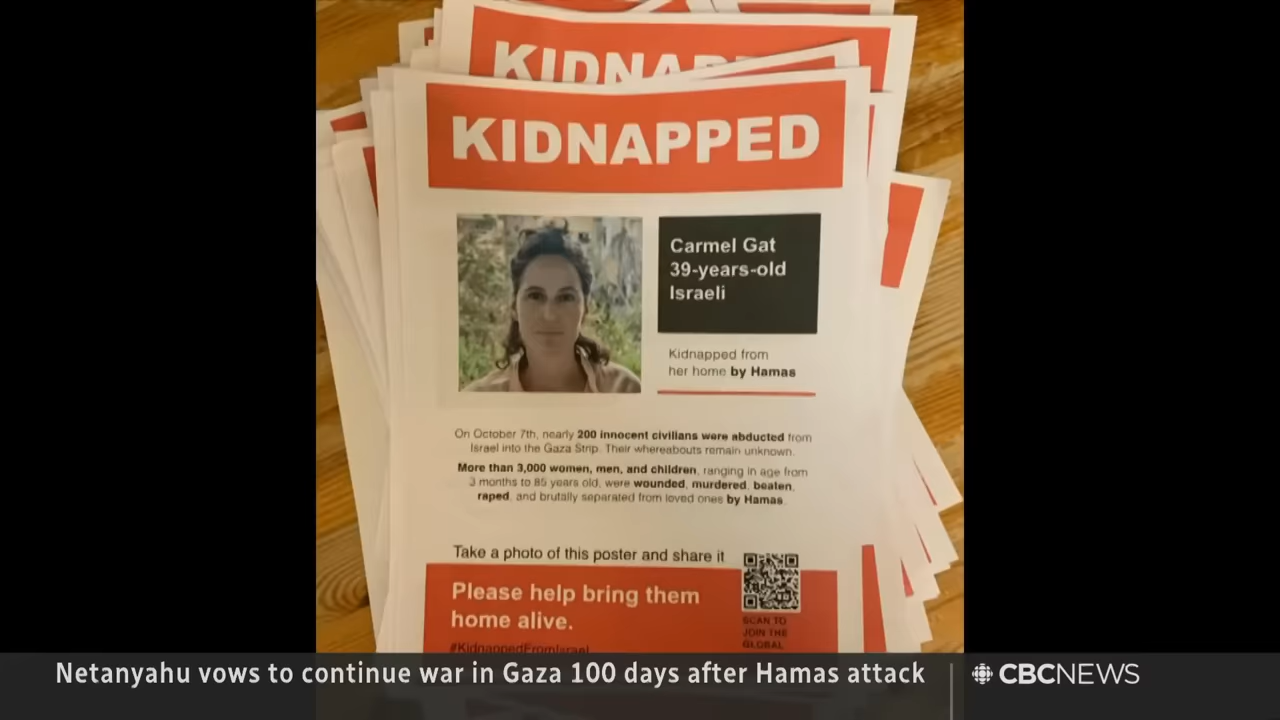 KIDNAPPED
KIDNAPPED
Carmel Gat
39-years-old
Israeli
Kidnapped from
her home by Hamas
On October 7th, nearly 200 innocent civilians were abducted from
Israel into the Gaza Strip. Their whereabouts remain unknown.
More than 3,000 women, men, and children, ranging in age from
3 months to 85 years old, were wounded, murdered, beaten,
raped, and brutally separated from loved ones by Hamas.
Take a photo of this poster and share it
Please help bring them
home alive.
#KidnappedFromIsrael
SCAN TO
JOIN THE
GLOBAL
Netanyahu vows to continue war in Gaza 100 days after Hamas attack
CBCNEWS